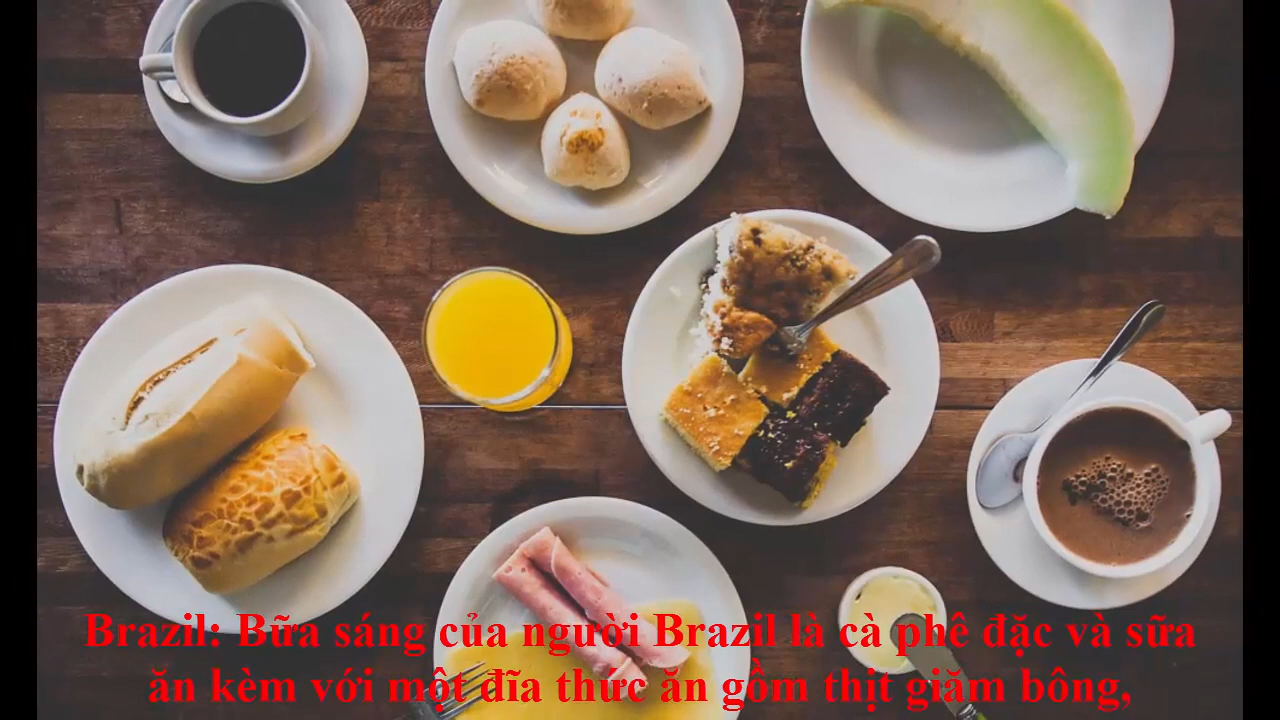 Brazil: Bữa sáng của người Brazil là cà phê đặc và sữa
ăn kèm với một đĩa thức ăn gồm thịt giăm bông,